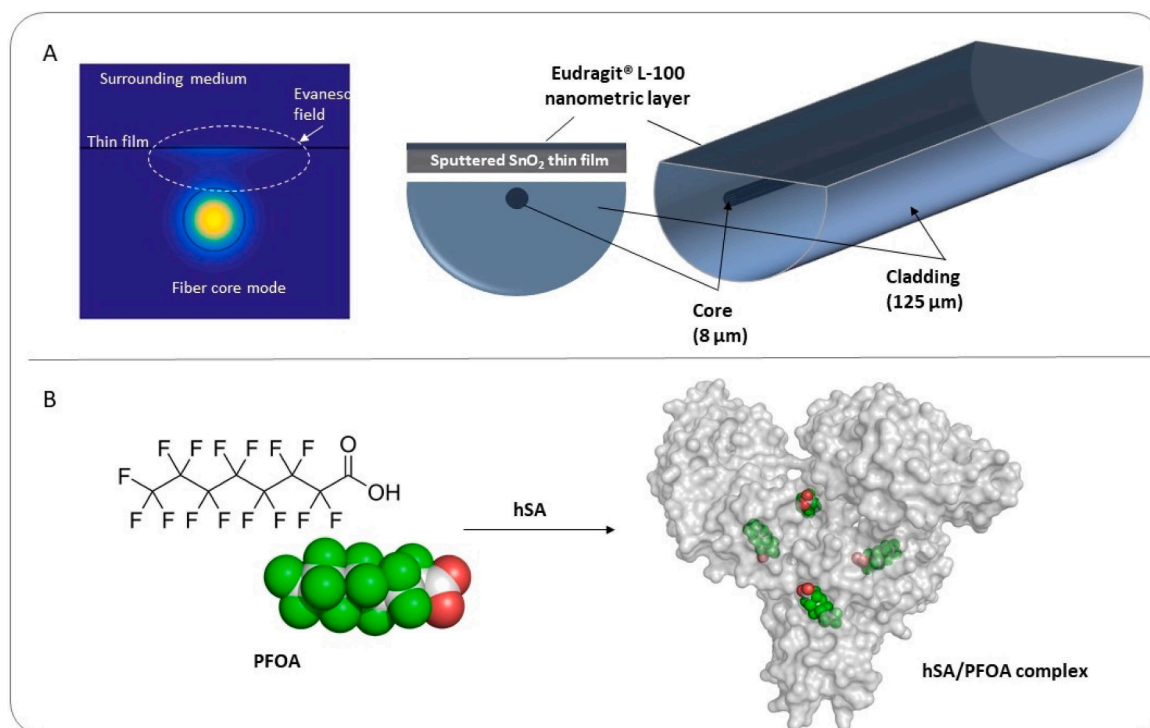 A
Surrounding medium
Evanesc
field
Thin film
Fiber core mode
Eudragit® L-100
nanometric layer
Sputtered SnO₂ thin film
Core
(8 µm)
Cladding
(125 µm)
B
F F F F F F O
F
OH
F F F F F F F F
PFOA
hSA
hSA/PFOA complex